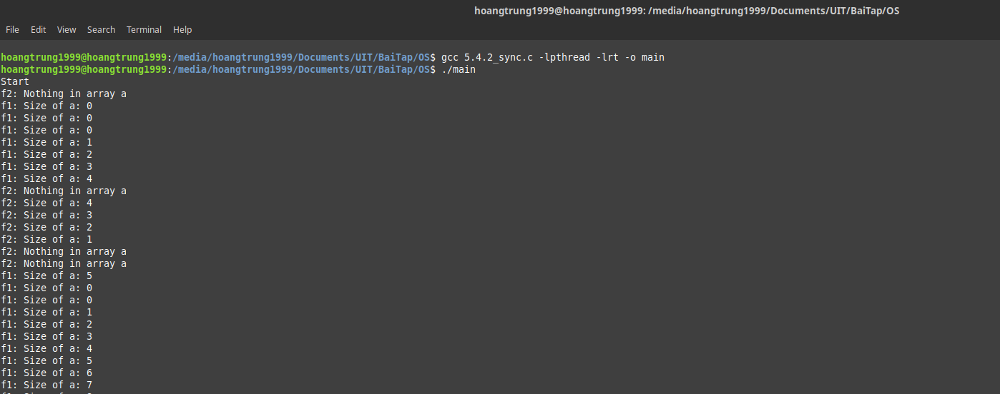 hoangtrung1999@hoangtrung1999: /media/hoangtrung1999/Documents/UIT/BaiTap/OS
File Edit View Search Terminal Help
hoangtrung1999@hoangtrung1999:/media/hoangtrung1999/Documents/UIT/BaiTap/OS$ gcc 5.4.2_sync.c -lpthread -lrt -o main
hoangtrung1999@hoangtrung1999:/media/hoangtrung1999/Documents/UIT/BaiTap/OS$ ./main
Start
f2: Nothing in array a
f1: Size of a: 0
f1: Size of a: 0
f1: Size of a: 0
f1: Size of a: 1
f1: Size of a: 2
f1: Size of a: 3
f1: Size of a: 4
f2: Nothing in array a
f2: Size of a: 4
f2: Size of a: 3
f2: Size of a: 2
f2: Size of a: 1
f2: Nothing in array a
f2: Nothing in array a
f1: Size of a: 5
f1: Size of a: 0
f1: Size of a: 0
f1: Size of a: 1
f1: Size of a: 2
f1: Size of a: 3
f1: Size of a: 4
f1: Size of a: 5
f1: Size of a: 6
f1: Size of a: 7